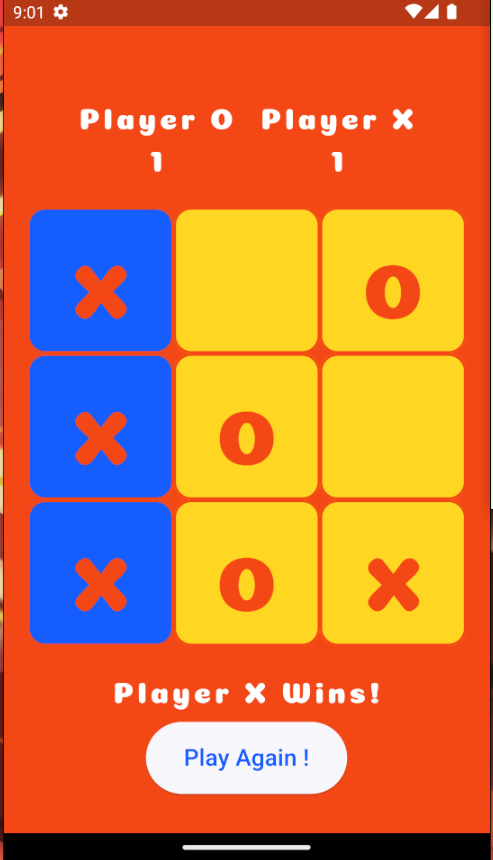 9:01
Player O Player X
1 1
X O
X O
X O X
Player X Wins!
Play Again !